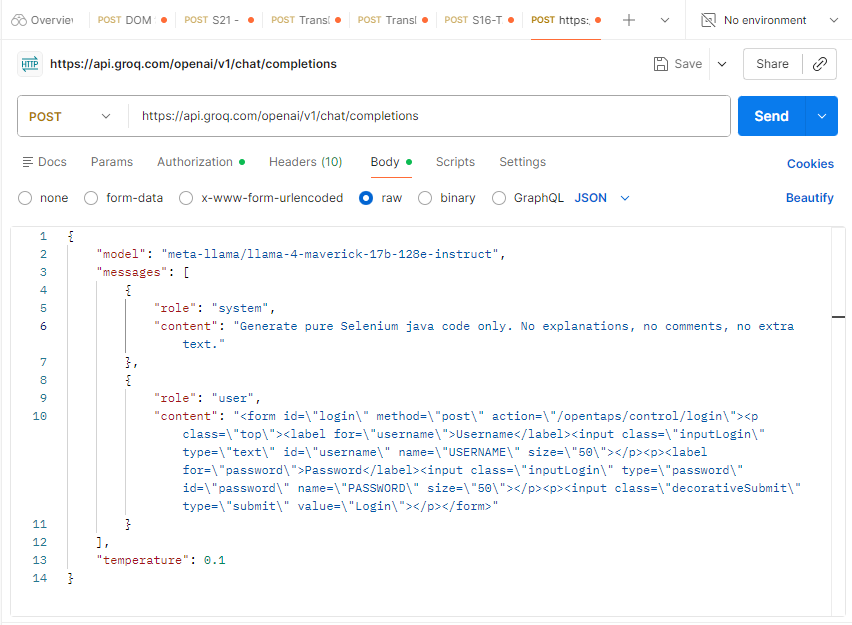 Overview POST DOM POST S21 - POST Transl POST Transl POST S16-T POST https: No environment
HTTP https://api.groq.com/openai/v1/chat/completions Save Share
POST https://api.groq.com/openai/v1/chat/completions Send
Docs Params Authorization Headers (10) Body Scripts Settings Cookies
none form-data x-www-form-urlencoded raw binary GraphQL JSON Beautify
1 {
2 "model": "meta-llama/llama-4-maverick-17b-128e-instruct",
3 "messages": [
4 {
5 "role": "system",
6 "content": "Generate pure Selenium java code only. No explanations, no comments, no extra
text."
7 },
8 {
9 "role": "user",
10 "content": "<form id=\"login\" method=\"post\" action=\"/opentaps/control/login\"><p
class=\"top\"><label for=\"username\">Username</label><input class=\"inputLogin\"
type=\"text\" id=\"username\" name=\"USERNAME\" size=\"50\"></p><p><label
for=\"password\">Password</label><input class=\"inputLogin\" type=\"password\"
id=\"password\" name=\"PASSWORD\" size=\"50\"></p><p><input class=\"decorativeSubmit\"
type=\"submit\" value=\"Login\"></p></form>"
11 }
12 ],
13 "temperature": 0.1
14 }